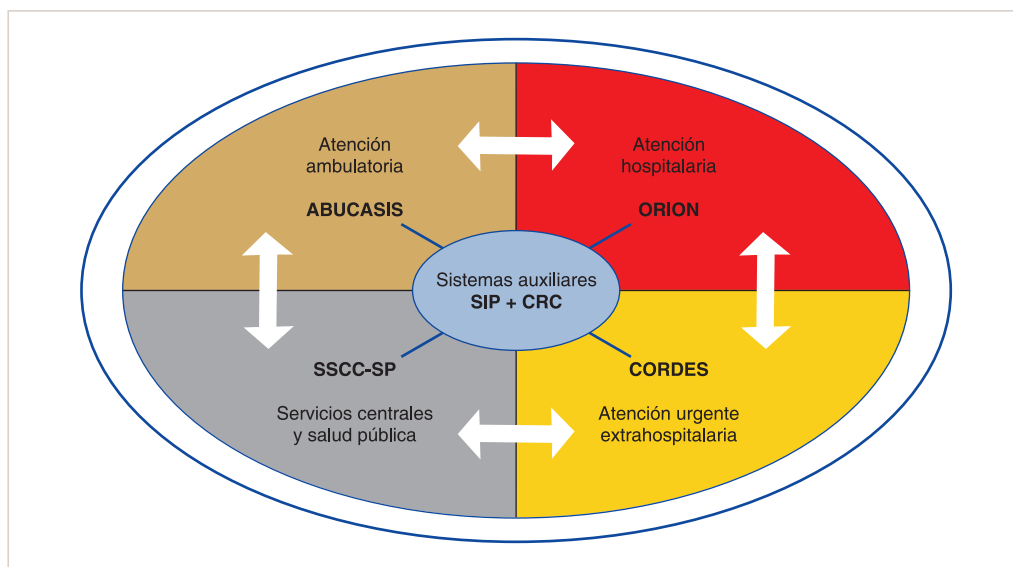 Atención
ambulatoria
ABUCASIS
Atención
hospitalaria
ORION
Sistemas auxiliares
SIP + CRC
SSCC-SP
Servicios centrales
y salud pública
CORDES
Atención urgente
extrahospitalaria